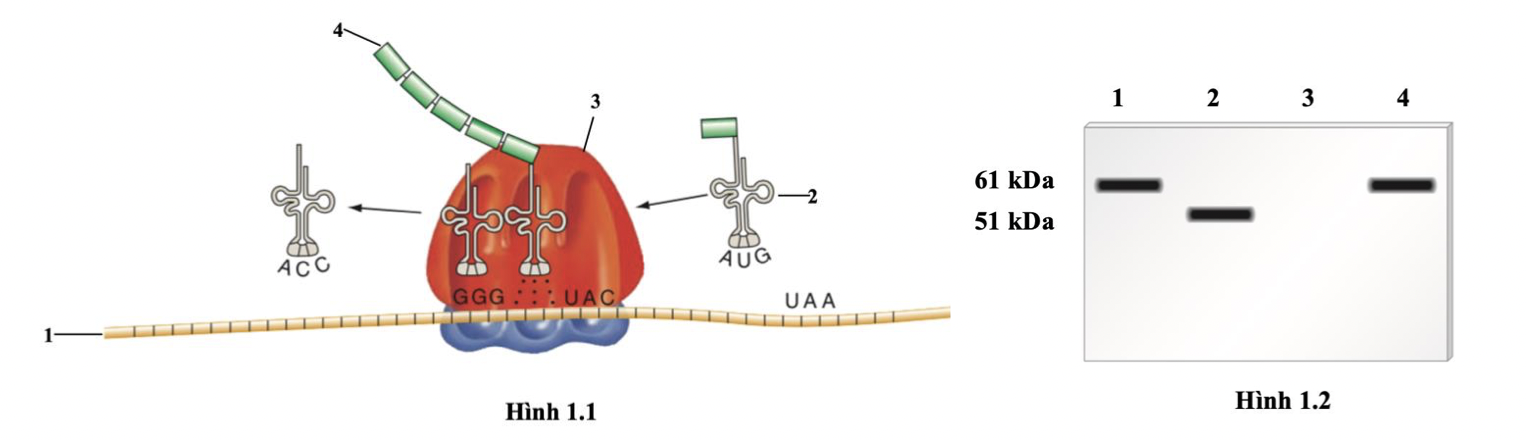 4
3
2
ACC
AUG
GGG UAC
UAA
1
Hình 1.1
1 2 3 4
61 kDa
51 kDa
Hình 1.2